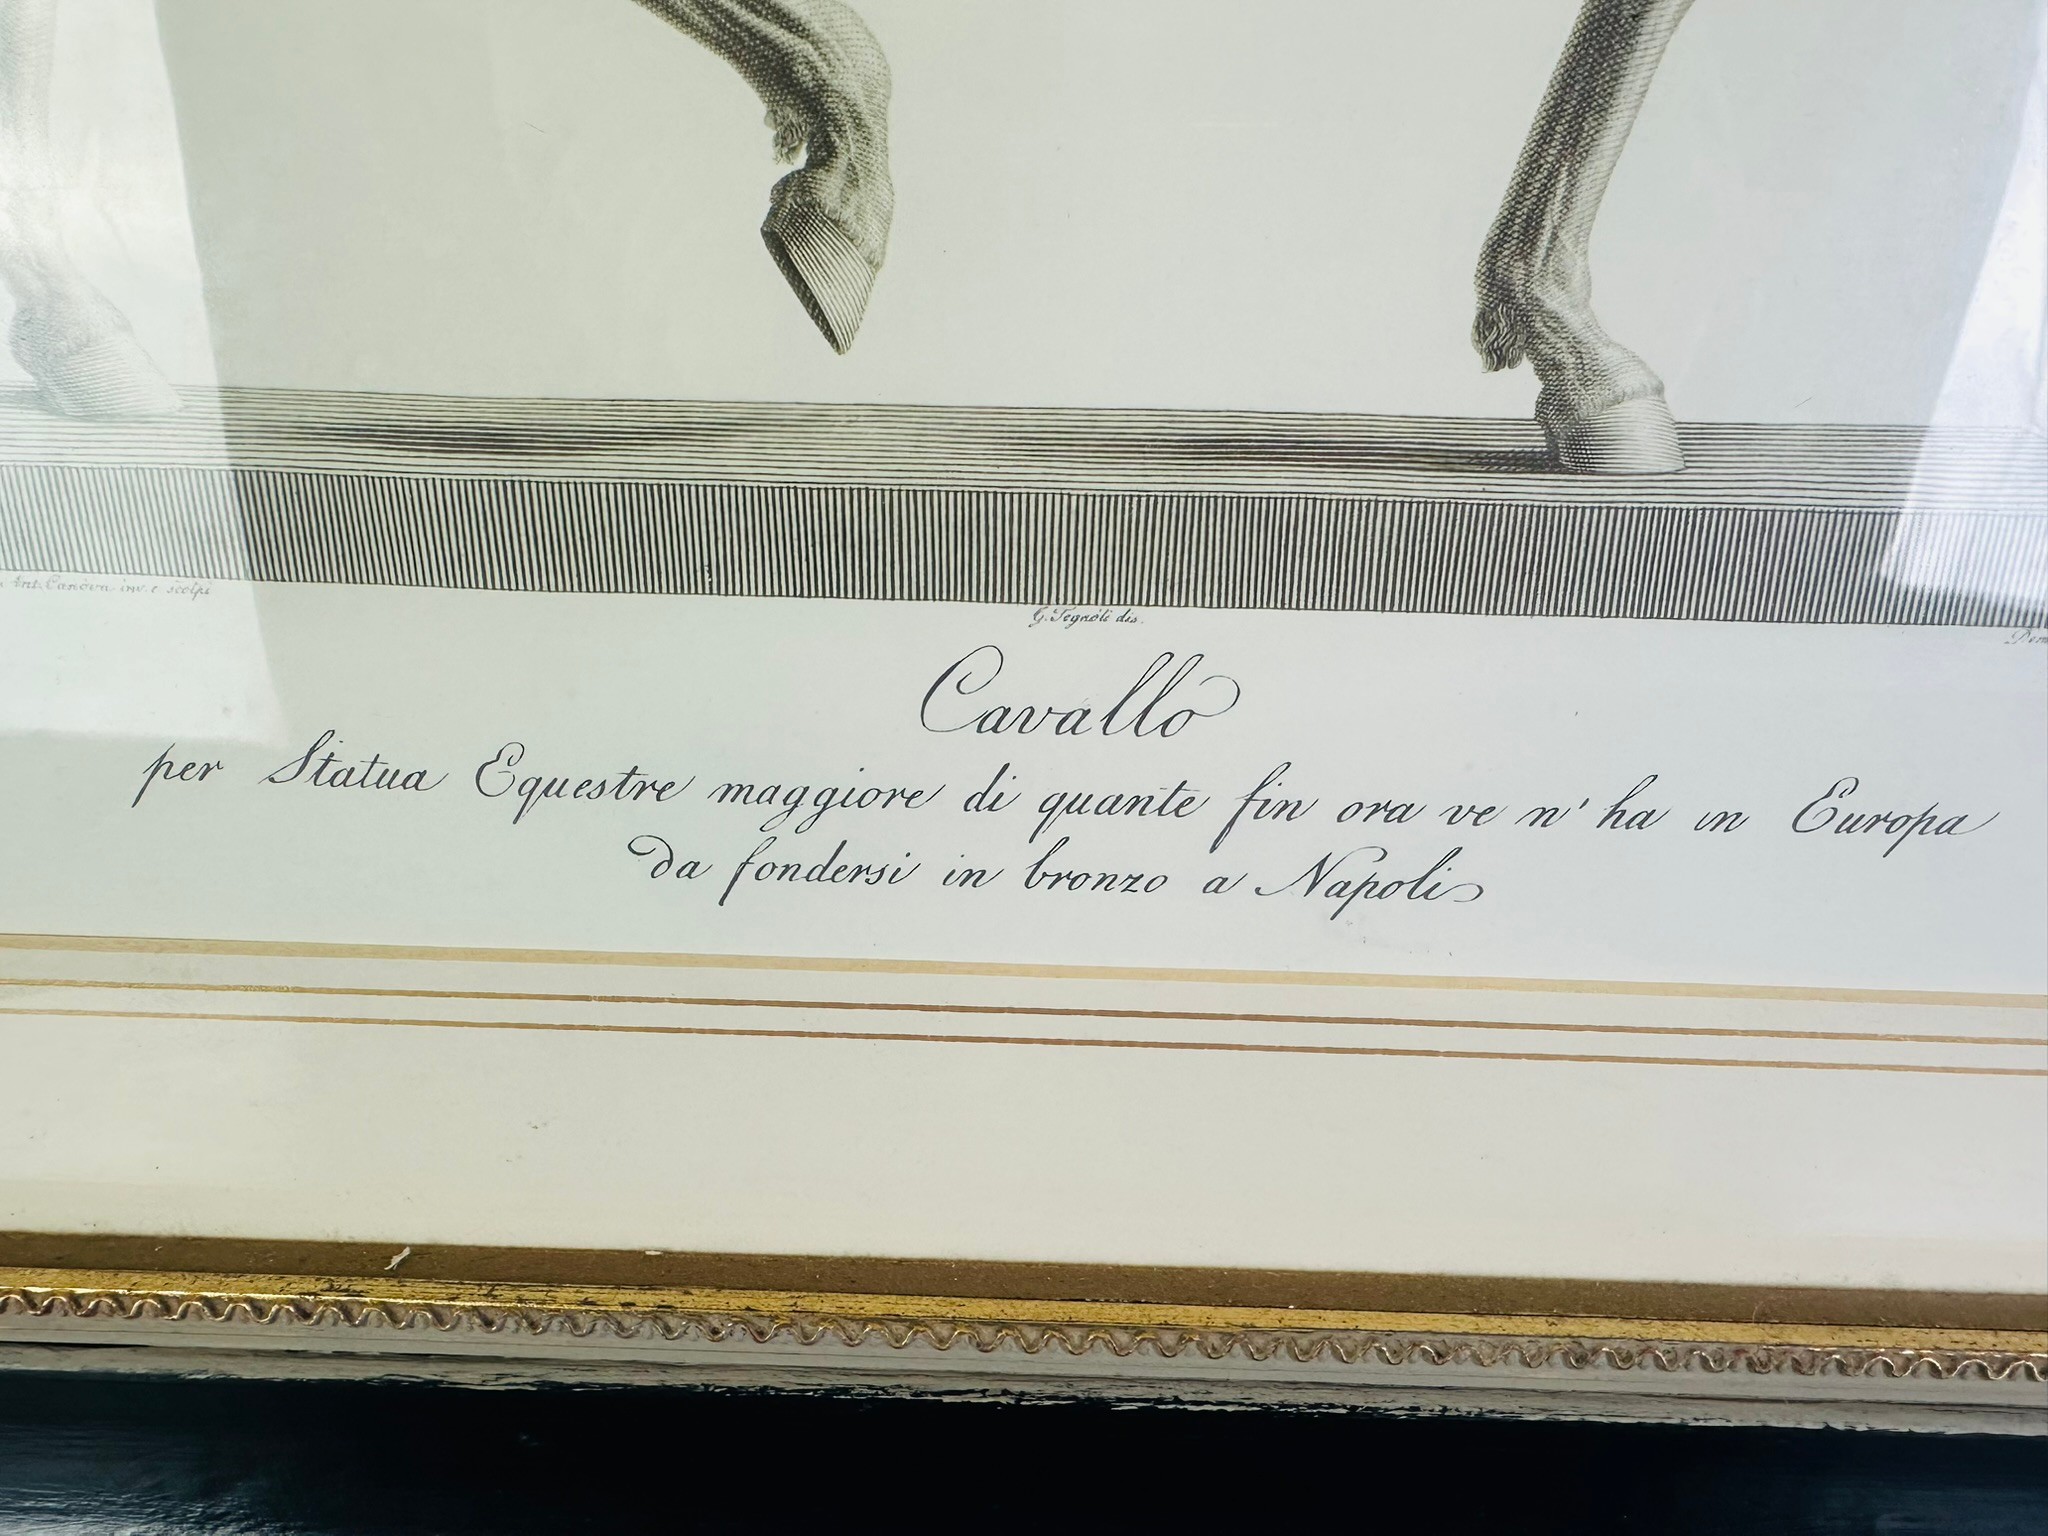 Ant. Canova inv. e scolpì
G. Tognoli dis.
Cavallo
per Statua Equestre maggiore di quante fin ora ve n' ha in Europa
da fondersi in bronzo a Napoli